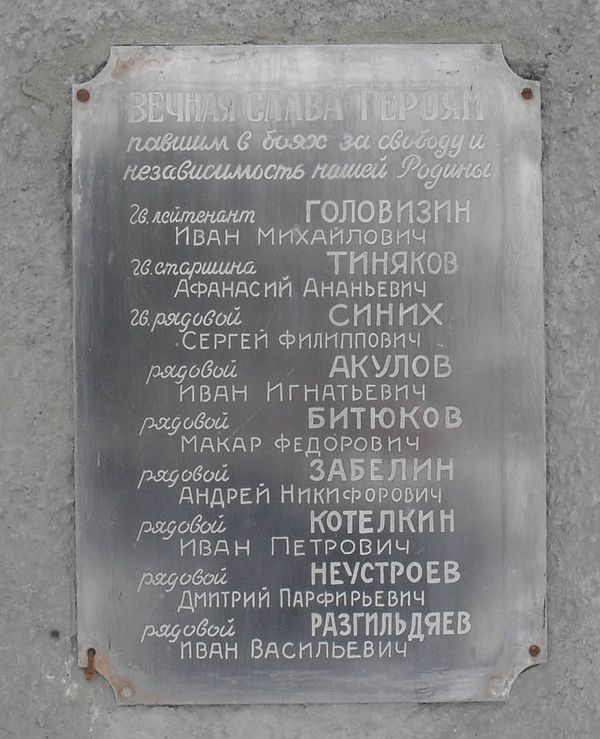 ВЕЧНАЯ СЛАВА ГЕРОЯМ
павшим в боях за свободу и
независимость нашей Родины
гв. лейтенант ГОЛОВИЗИН
ИВАН МИХАЙЛОВИЧ
гв. старшина ТИНЯКОВ
АФАНАСИЙ АНАНЬЕВИЧ
гв. рядовой СИНИХ
СЕРГЕЙ ФИЛИППОВИЧ
рядовой АКУЛОВ
ИВАН ИГНАТЬЕВИЧ
рядовой БИТЮКОВ
МАКАР ФЕДОРОВИЧ
рядовой ЗАБЕЛИН
АНДРЕЙ НИКИФОРОВИЧ
рядовой КОТЕЛКИН
ИВАН ПЕТРОВИЧ
рядовой НЕУСТРОЕВ
ДМИТРИЙ ПАРФИРЬЕВИЧ
рядовой РАЗГИЛЬДЯЕВ
ИВАН ВАСИЛЬЕВИЧ